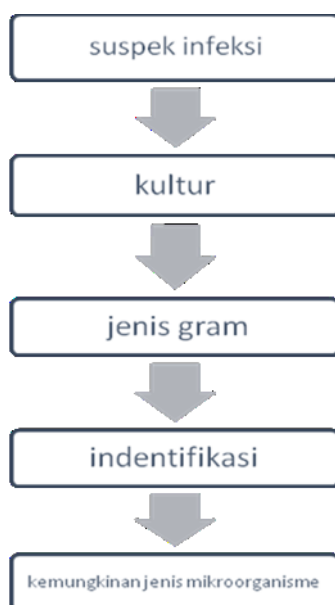 suspek infeksi
kultur
jenis gram
indentifikasi
kemungkinan jenis mikroorganisme